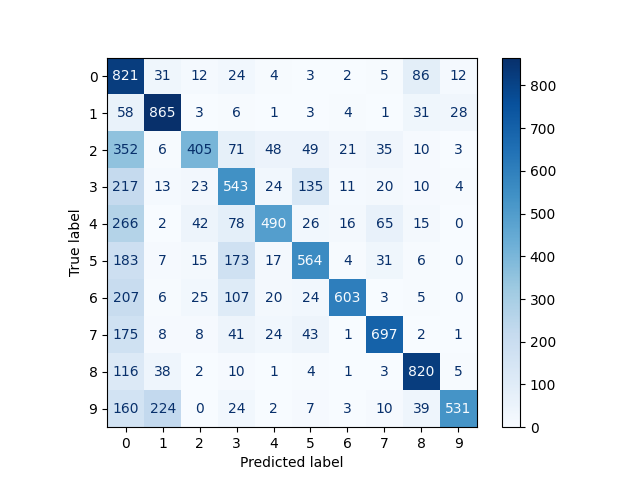 0 821 31 12 24 4 3 2 5 86 12
1 58 865 3 6 1 3 4 1 31 28
2 352 6 405 71 48 49 21 35 10 3
3 217 13 23 543 24 135 11 20 10 4
4 266 2 42 78 490 26 16 65 15 0
5 183 7 15 173 17 564 4 31 6 0
6 207 6 25 107 20 24 603 3 5 0
7 175 8 8 41 24 43 1 697 2 1
8 116 38 2 10 1 4 1 3 820 5
9 160 224 0 24 2 7 3 10 39 531
0 1 2 3 4 5 6 7 8 9
Predicted label
True label
800
700
600
500
400
300
200
100
0